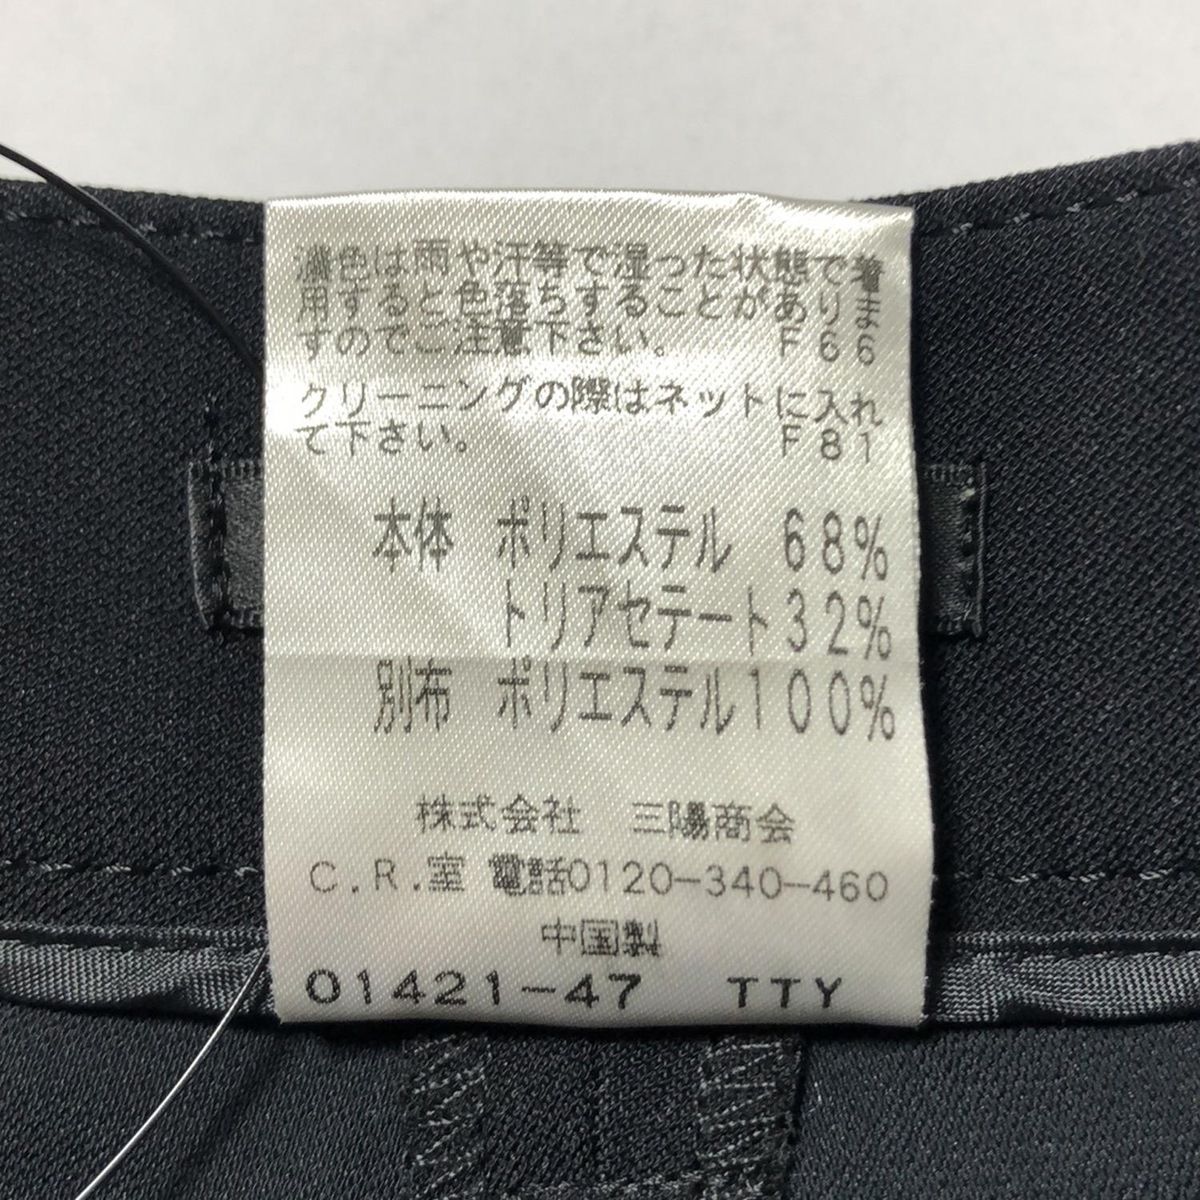 濃色は雨や汗等で湿った状態で着
用すると色落ちすることがありま
すのでご注意下さい。 F66
クリーニングの際はネットに入れ
て下さい。 F81
本体 ポリエステル 68%
トリアセテート32%
別布 ポリエステル100%
株式会社 三陽商会
C.R.室 電話0120-340-460
中国製
01421-47 TTY